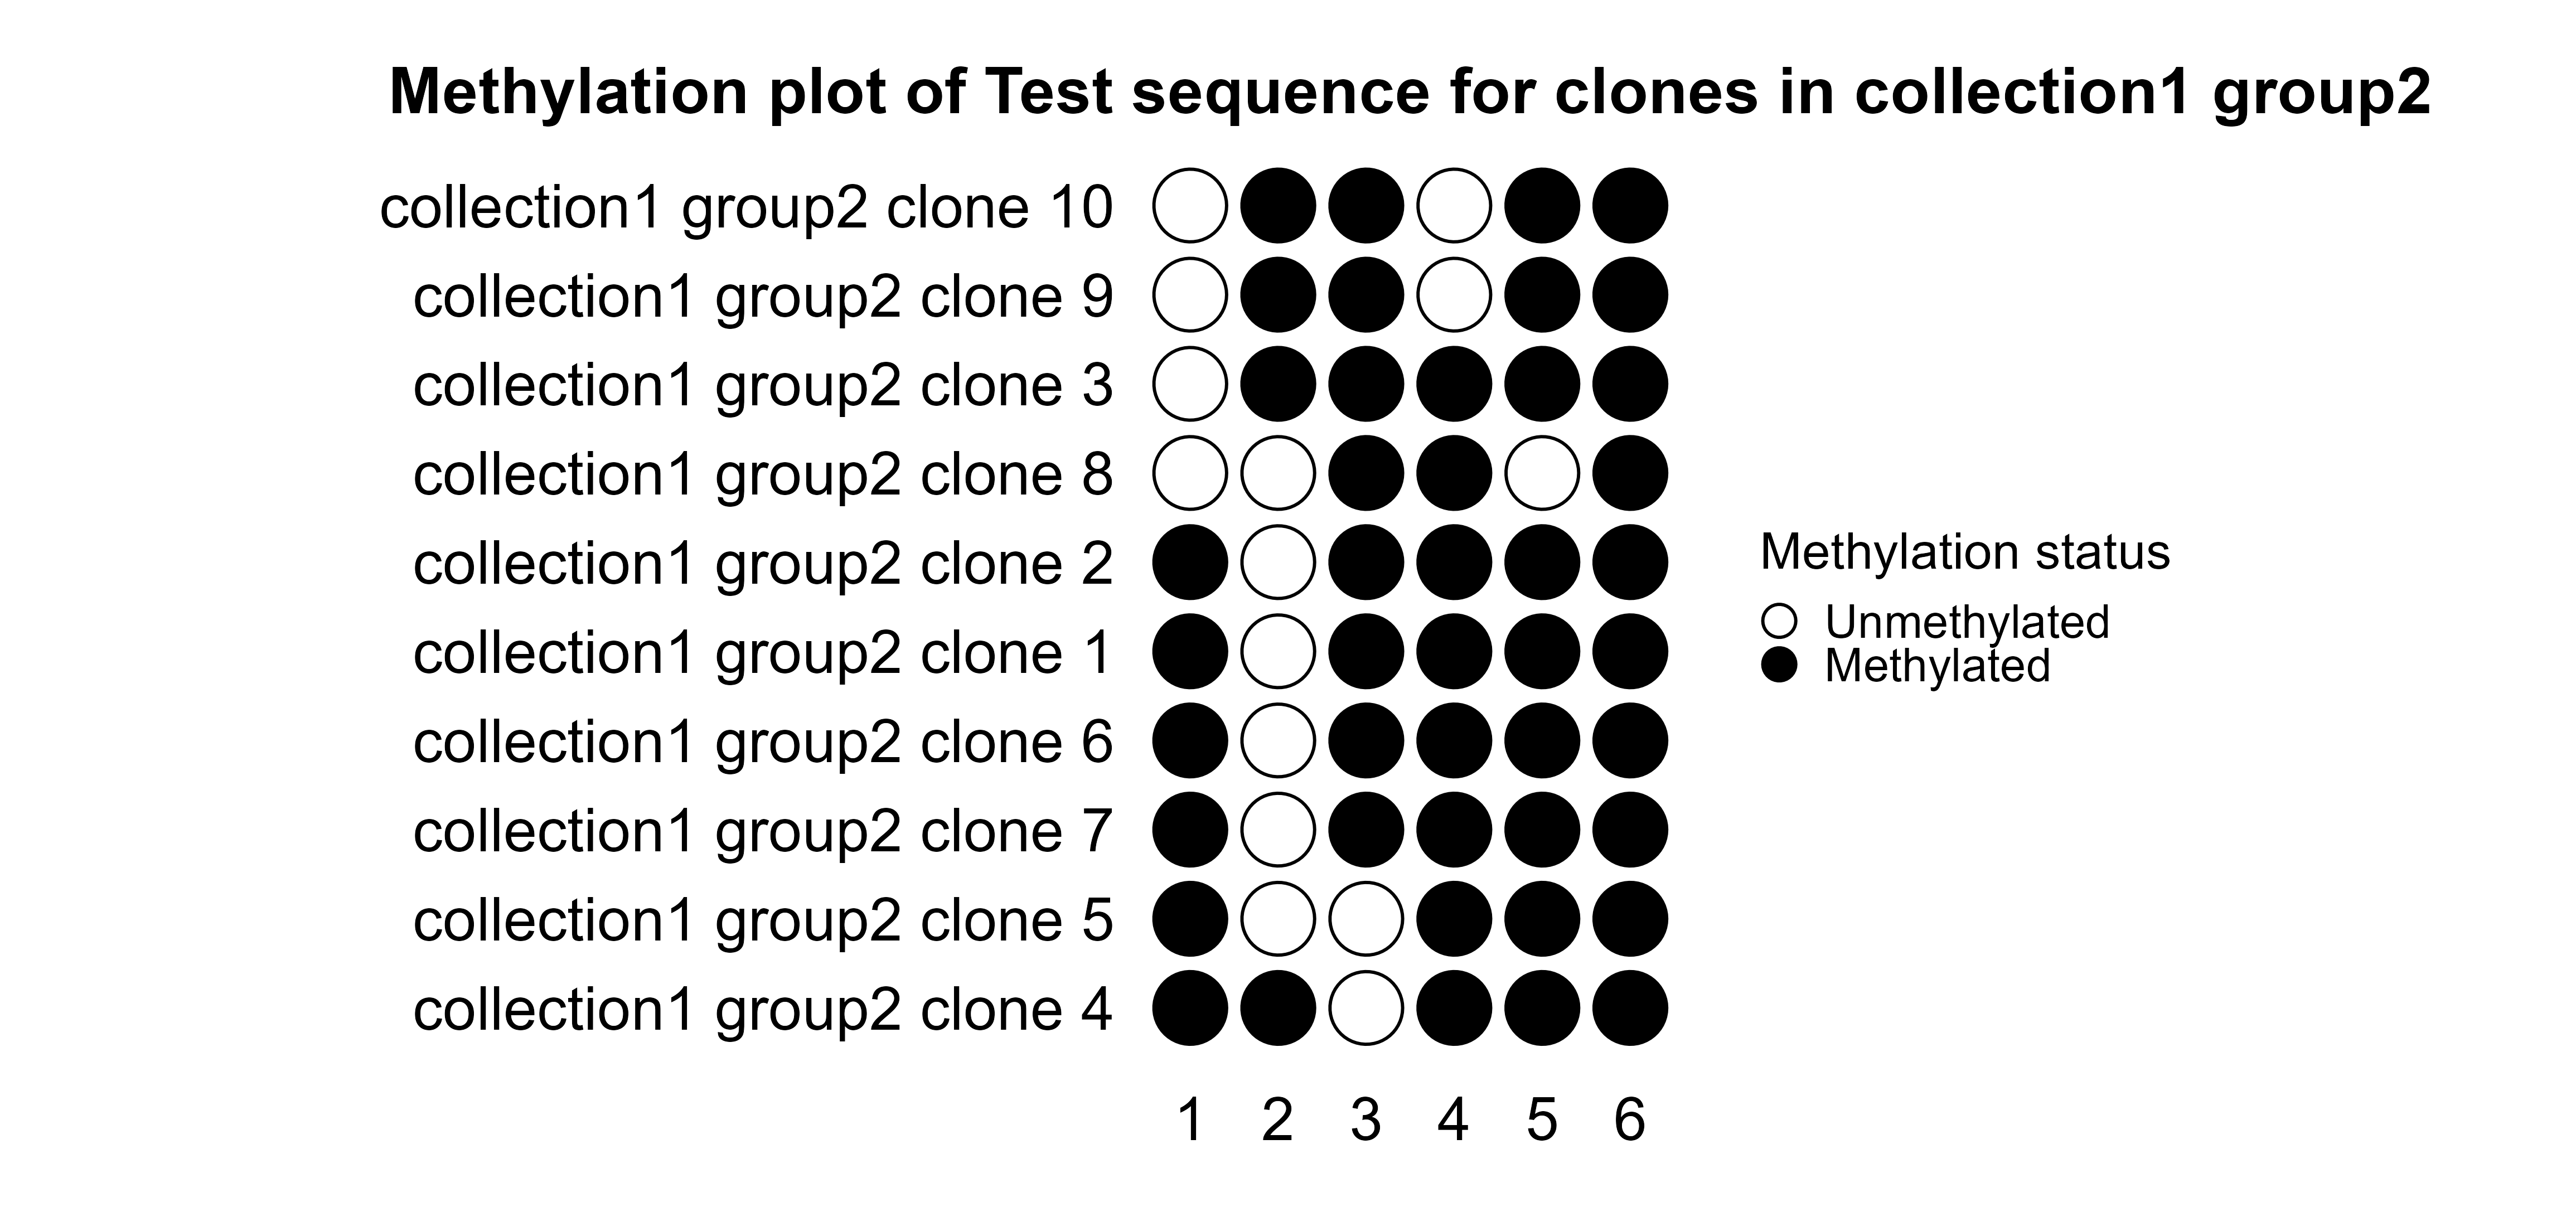 Methylation plot of Test sequence for clones in collection1 group2
collection1 group2 clone 10
collection1 group2 clone 9
collection1 group2 clone 3
collection1 group2 clone 8
collection1 group2 clone 2
collection1 group2 clone 1
collection1 group2 clone 6
collection1 group2 clone 7
collection1 group2 clone 5
collection1 group2 clone 4
1 2 3 4 5 6
Methylation status
Unmethylated
Methylated